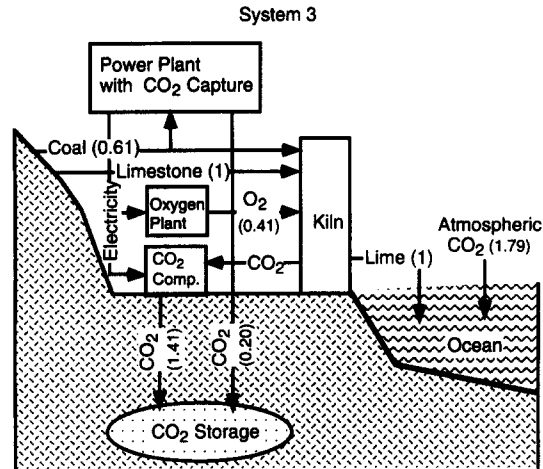 System 3
Power Plant
with CO2 Capture
Coal (0.61)
Limestone (1)
Electricity
Oxygen
Plant
O2
(0.41)
Kiln
CO2
Comp.
CO2
Lime (1)
Atmospheric
CO2 (1.79)
Ocean
CO2
(1.41)
CO2
(0.20)
CO2 Storage